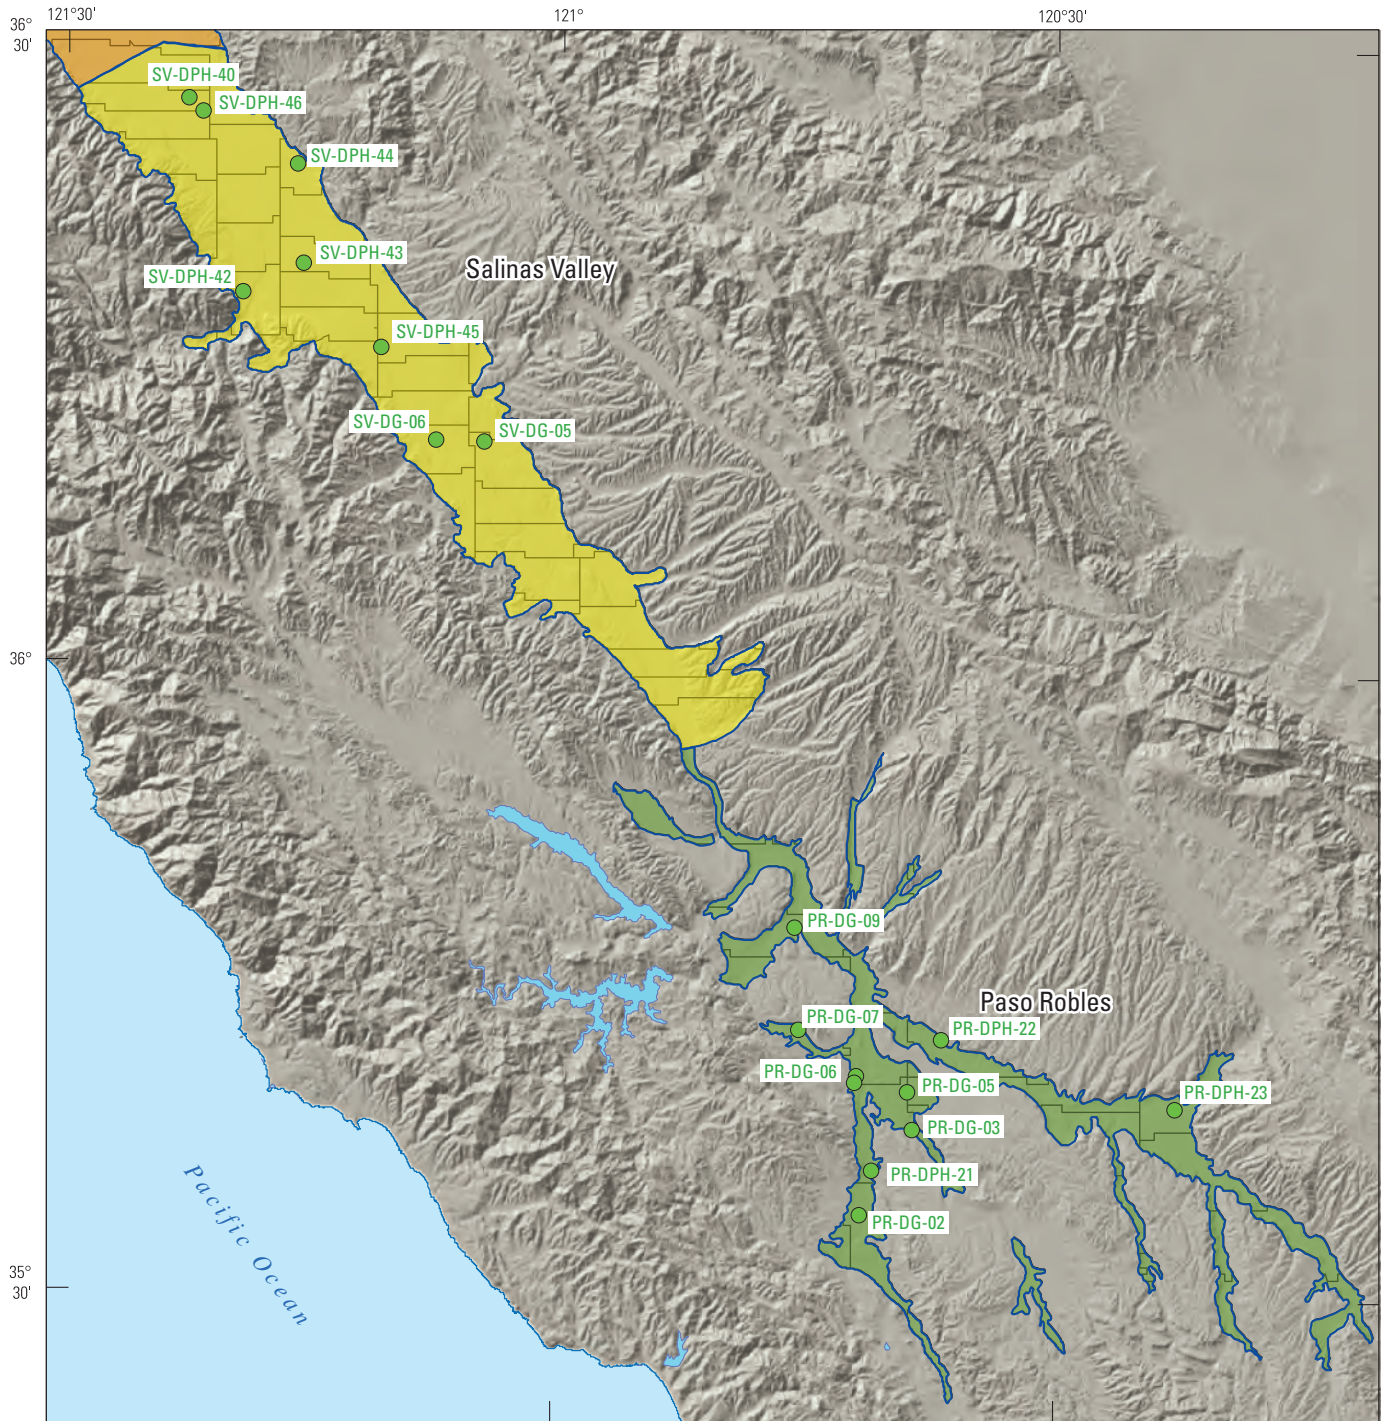 121°30'
121°
120°30'
36°
30'
SV-DPH-40
SV-DPH-46
SV-DPH-44
SV-DPH-43
Salinas Valley
SV-DPH-42
SV-DPH-45
SV-DG-06
SV-DG-05
36°
PR-DG-09
Paso Robles
PR-DG-07
PR-DPH-22
PR-DG-06
PR-DG-05
PR-DPH-23
PR-DG-03
PR-DPH-21
PR-DG-02
Pacific Ocean
35°
30'